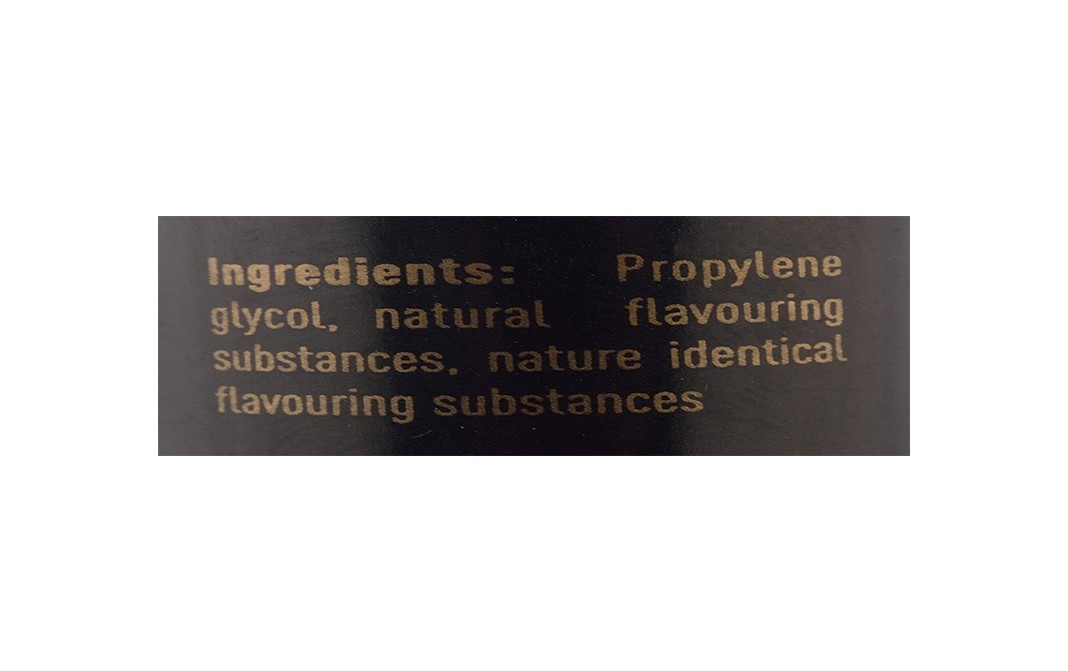 Ingredients: Propylene
glycol, natural flavouring
substances, nature identical
flavouring substances